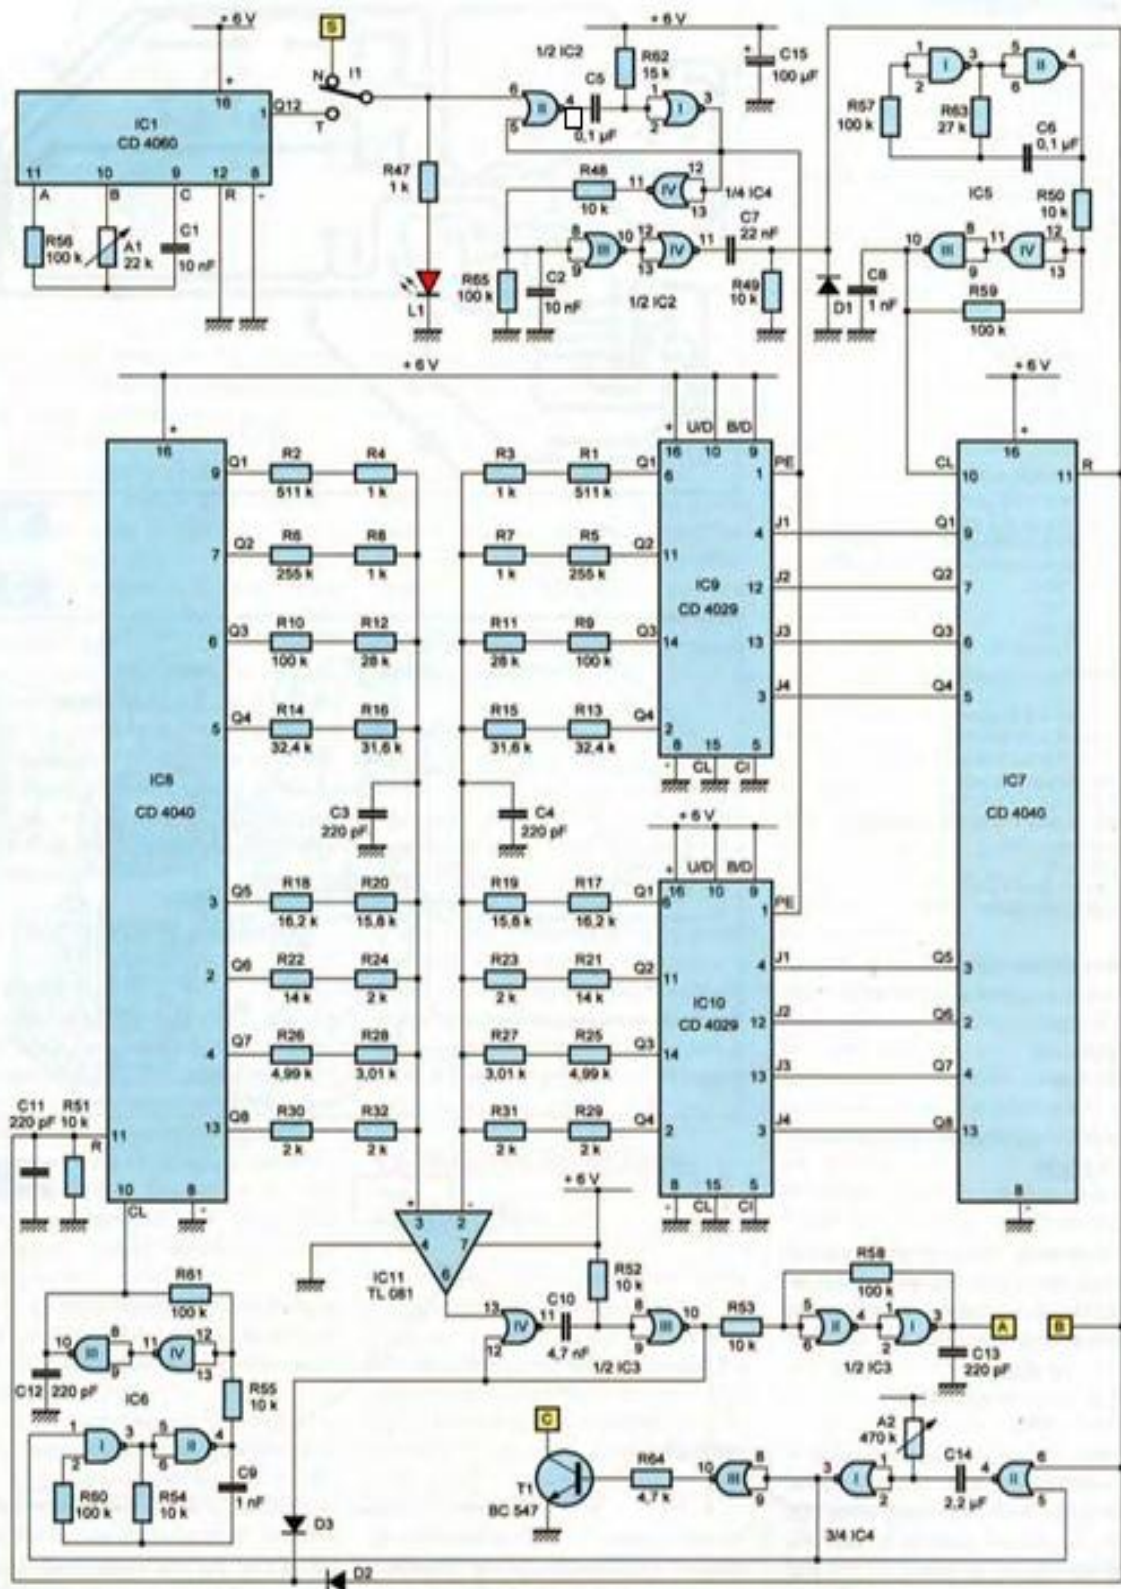 + 6 V
S
1/2 IC2
R62
15 k
C15
100 µF
N
I1
T
16
+
1
Q12
IC1
CD 4060
11
10
9
12
8
A
B
C
R
-
R56
100 k
A1
22 k
C1
10 nF
R47
1 k
L1
6
II
4
5
C5
0,1 µF
1
I
3
2
R48
10 k
11
IV
12
13
1/4 IC4
8
III
10
9
12
IV
11
13
C7
22 nF
R65
100 k
C2
10 nF
1/2 IC2
R49
10 k
D1
1
I
3
2
5
II
4
6
R57
100 k
R63
27 k
C6
0,1 µF
IC5
R50
10 k
10
III
8
9
11
IV
12
13
C8
1 nF
R59
100 k
+ 6 V
+ 6 V
16
+
IC8
CD 4040
9 Q1 R2 R4 R3 R1 Q1 6
511 k 1 k 1 k 511 k
7 Q2 R6 R8 R7 R5 Q2 11
255 k 1 k 1 k 255 k
6 Q3 R10 R12 R11 R9 Q3 14
100 k 28 k 28 k 100 k
5 Q4 R14 R16 R15 R13 Q4 2
32,4 k 31,6 k 31,6 k 32,4 k
C3
220 pF
C4
220 pF
3 Q5 R18 R20 R19 R17 Q1 6
16,2 k 15,8 k 15,8 k 16,2 k
2 Q6 R22 R24 R23 R21 Q2 11
14 k 2 k 2 k 14 k
4 Q7 R26 R28 R27 R25 Q3 14
4,99 k 3,01 k 3,01 k 4,99 k
13 Q8 R30 R32 R31 R29 Q4 2
2 k 2 k 2 k 2 k
+ U/D B/D
16 10 9
1 PE
4 J1
12 J2
13 J3
3 J4
IC9
CD 4029
8 15 5
- CL CI
+ 6 V
+ U/D B/D
16 10 9
1 PE
4 J1
12 J2
13 J3
3 J4
IC10
CD 4029
8 15 5
- CL CI
16
+
CL 10
11 R
Q1 9
Q2 7
Q3 6
Q4 5
IC7
CD 4040
Q5 3
Q6 2
Q7 4
Q8 13
8
-
C11
220 pF
R51
10 k
R
11
10
CL
8
-
+ 6 V
+
3
-
2
4
7
6
IC11
TL 081
R61
100 k
10
III
8
9
11
IV
12
13
C12
220 pF
IC6
R55
10 k
1
I
3
2
5
II
4
6
R60
100 k
R54
10 k
C9
1 nF
D3
D2
13
IV
11
12
C10
4,7 nF
R52
10 k
8
III
10
9
1/2 IC3
R53
10 k
R58
100 k
5
II
4
6
1
I
3
2
1/2 IC3
A
B
C13
220 pF
C
T1
BC 547
R64
4,7 k
10
III
8
9
3
I
1
2
A2
470 k
C14
2,2 µF
4
II
6
5
3/4 IC4